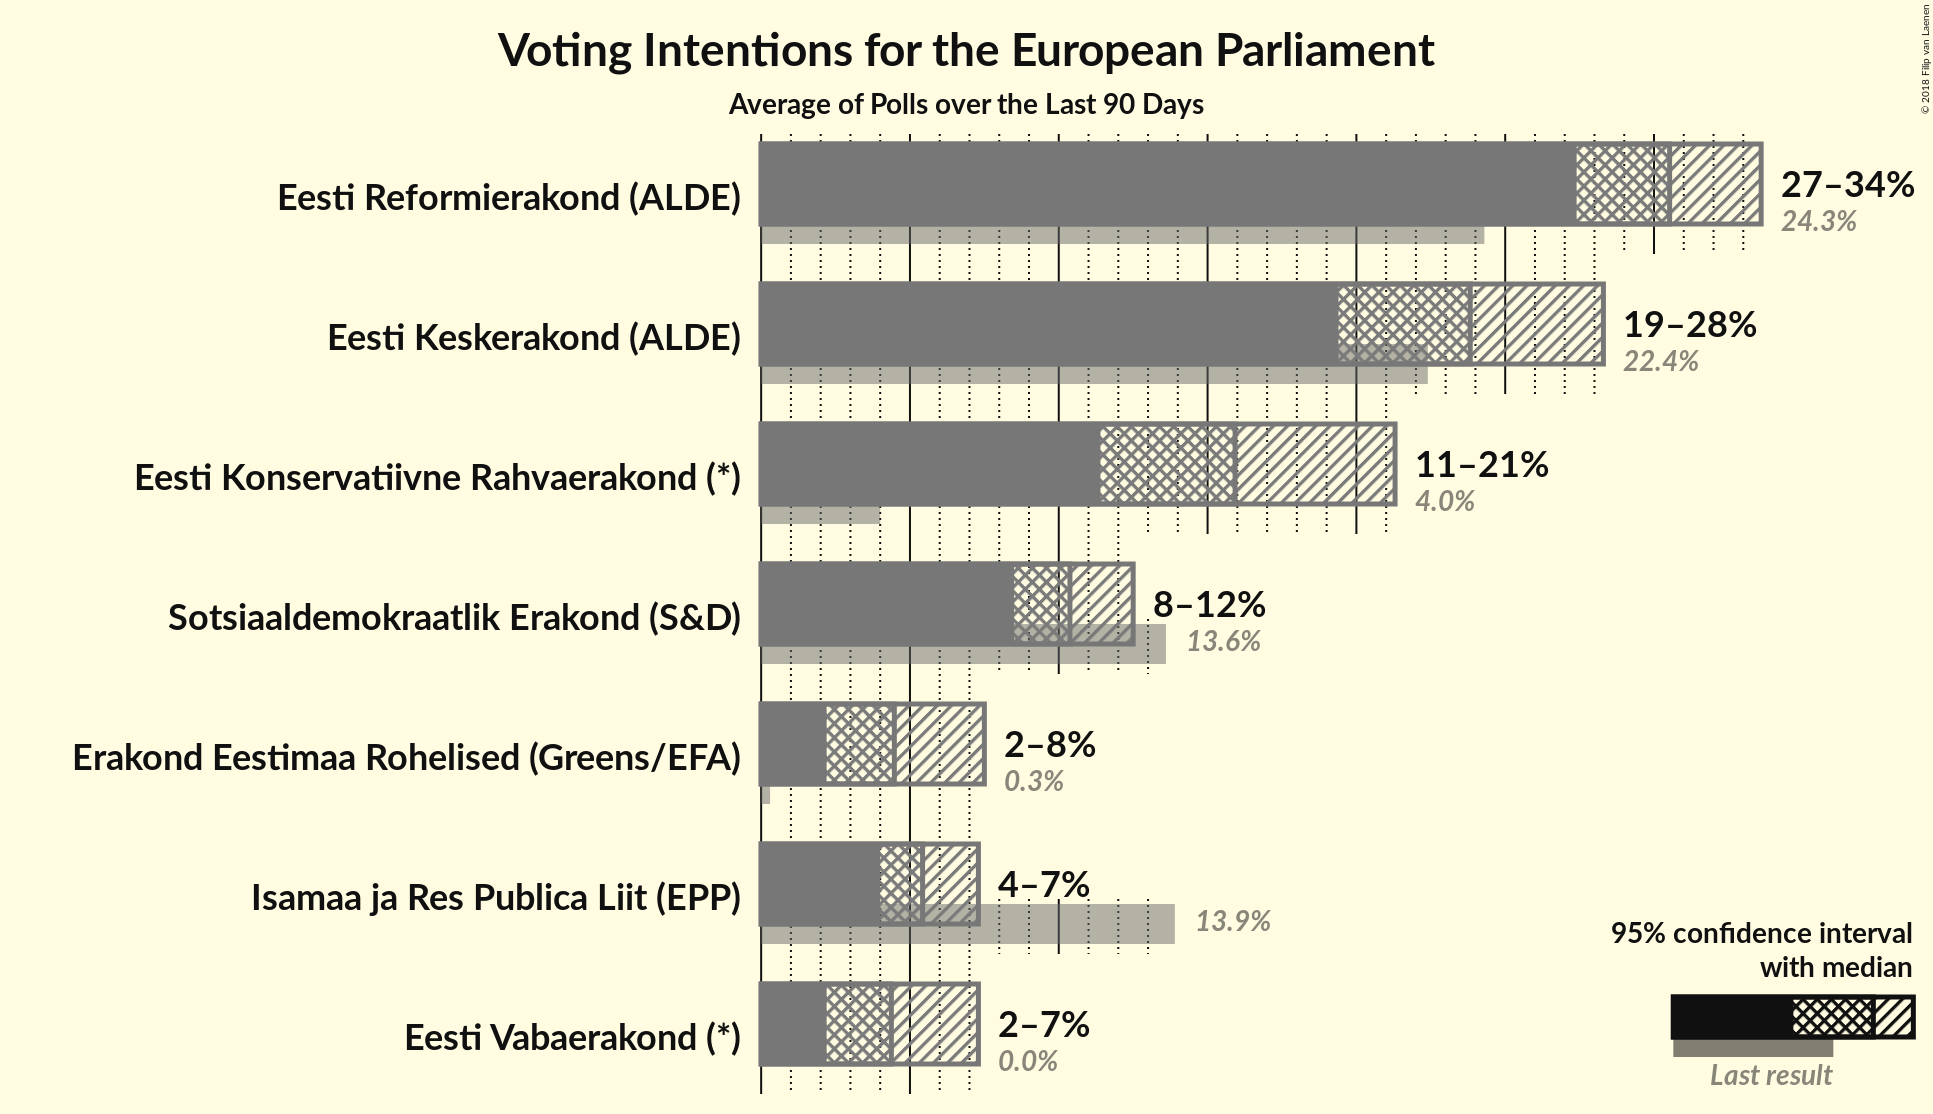 Voting Intentions for the European Parliament
Average of Polls over the Last 90 Days
© 2018 Filip van Laenen
Eesti Reformierakond (ALDE)
27–34%
24.3%
Eesti Keskerakond (ALDE)
19–28%
22.4%
Eesti Konservatiivne Rahvaerakond (*)
11–21%
4.0%
Sotsiaaldemokraatlik Erakond (S&D)
8–12%
13.6%
Erakond Eestimaa Rohelised (Greens/EFA)
2–8%
0.3%
Isamaa ja Res Publica Liit (EPP)
4–7%
13.9%
Eesti Vabaerakond (*)
2–7%
0.0%
95% confidence interval
with median
Last result